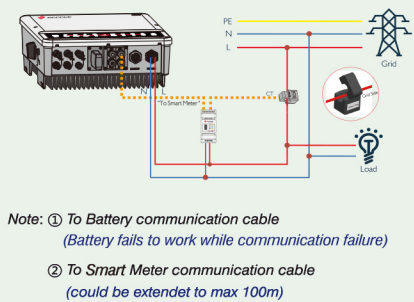 PE
N
L
Grid
N L
CT
"To Smart Meter"
Load
Note: ① To Battery communication cable
(Battery fails to work while communication failure)
② To Smart Meter communication cable
(could be extendet to max 100m)